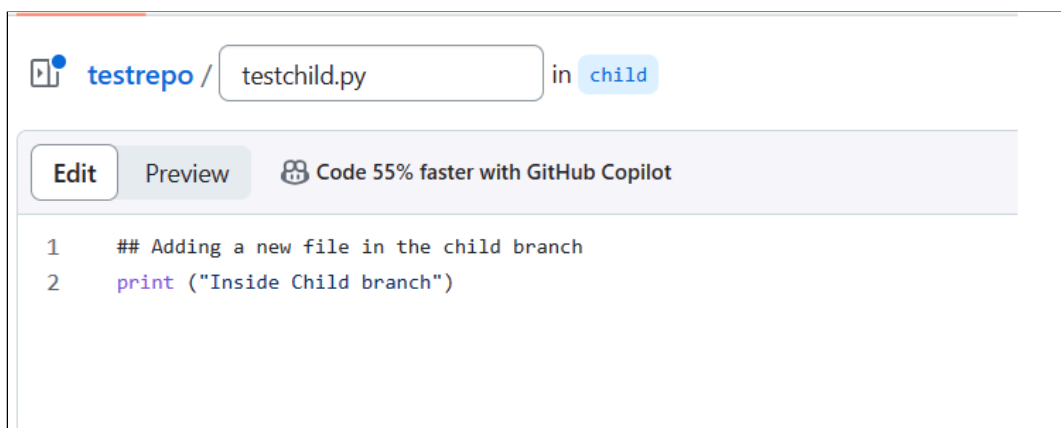 testrepo / testchild.py in child
Edit Preview Code 55% faster with GitHub Copilot
1 ## Adding a new file in the child branch
2 print ("Inside Child branch")